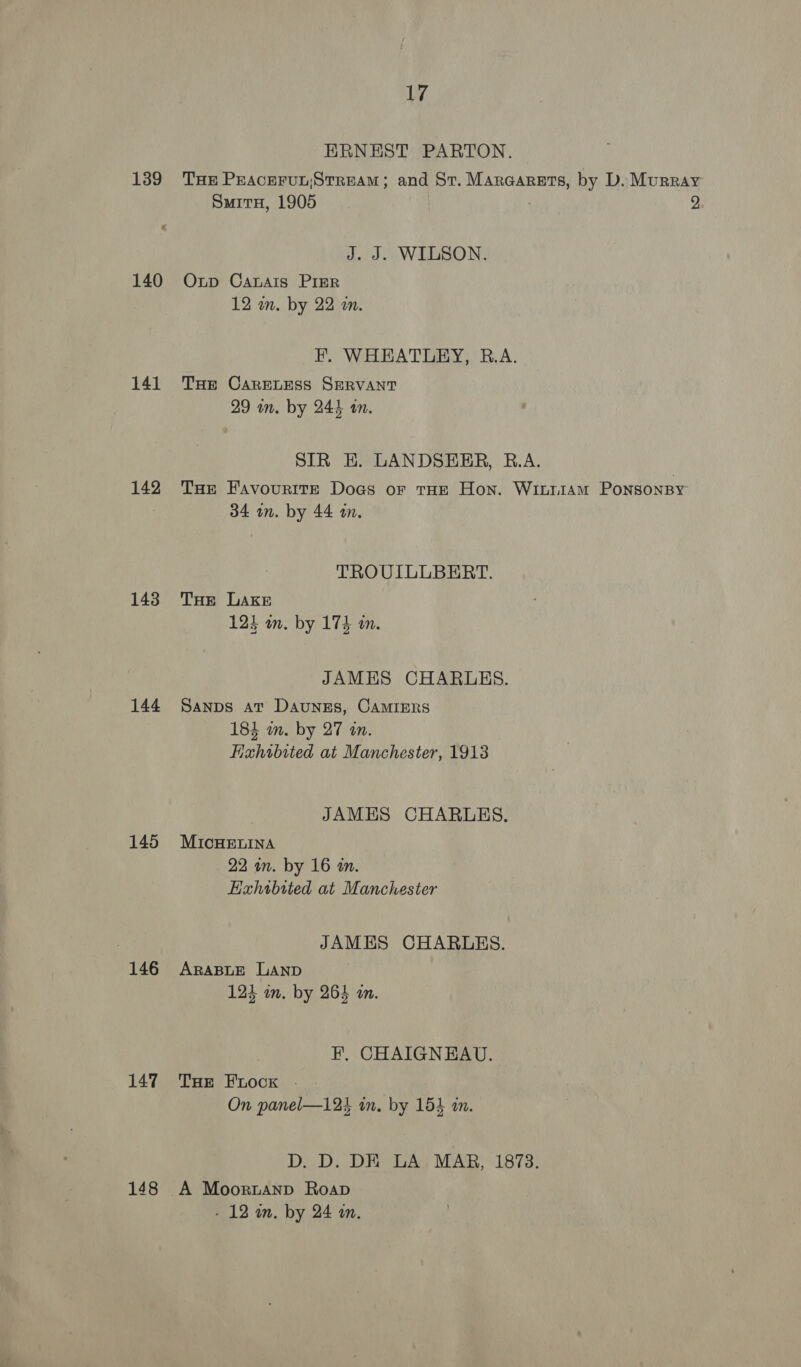 17
ERNEST PARTON.
139 THE PEACEFUL STREAM; and ST. MARGARETS, by D. MURRAY
SMITH, 1905 2
J. J. WILSON.
140 OLD CALAIS PIER
12 in. by 22 in.
F. WHEATLEY, R.A.
141 THE CARELESS SERVANT
29 in. by 24½ in.
SIR E. LANDSEER, R.A.
142 THE FAVOURITE DOGS OF THE HON. WILLIAM PONSONBY
34 in. by 44 in.
TROUILLBERT.
143 THE LAKE
12½ in. by 17½ in.
JAMES CHARLES.
144 SANDS AT DAUNES, CAMIERS
18½ in. by 27 in.
Exhibited at Manchester, 1913
JAMES CHARLES.
145 MICHELINA
22 in. by 16 in.
Exhibited at Manchester
JAMES CHARLES.
146 ARABLE LAND
12½ in. by 26½ in.
F. CHAIGNEAU.
147 THE FLOCK
On panel—12½ in. by 15½ in.
D. D. DE LA MAR, 1873.
148 A MOORLAND ROAD
12 in. by 24 in.